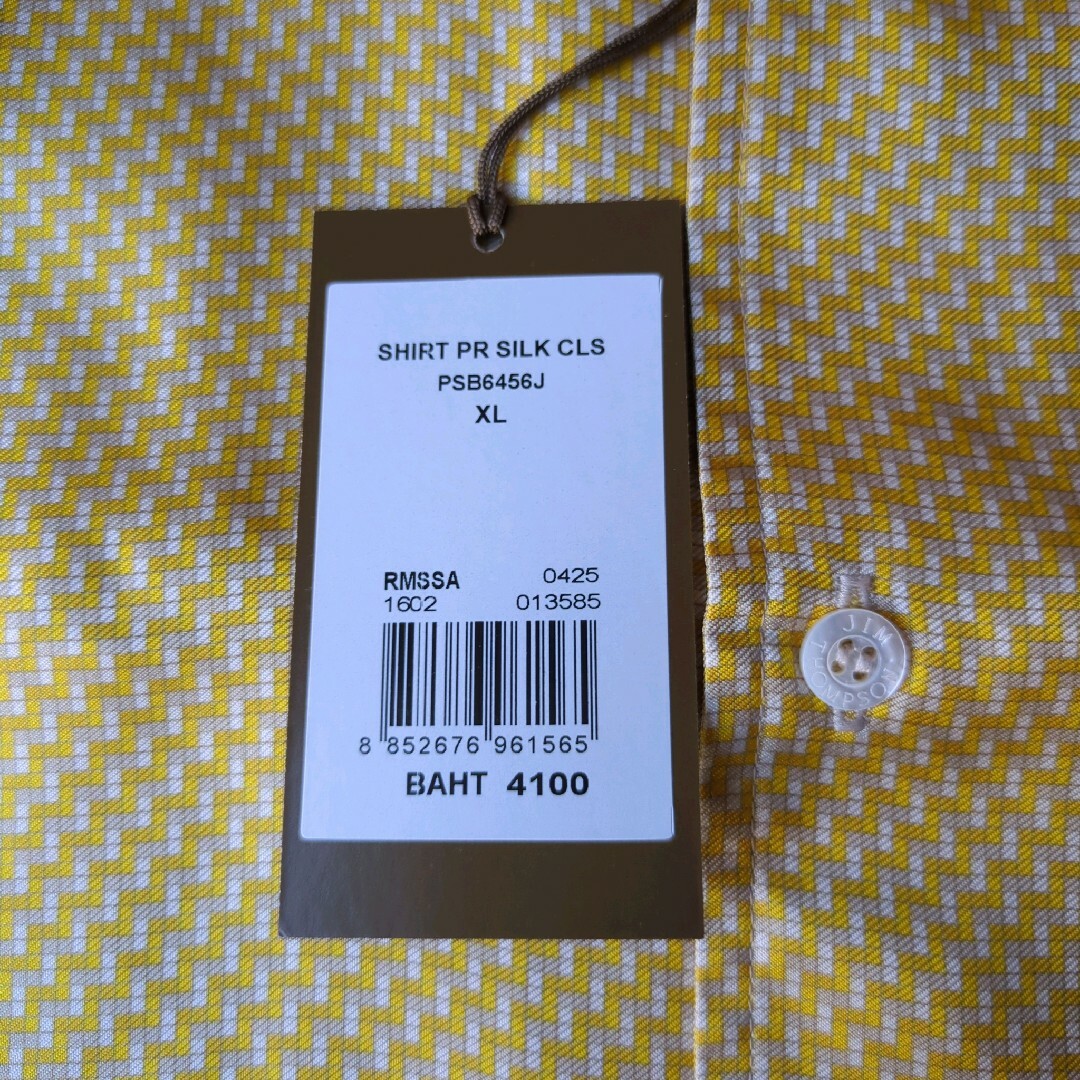 SHIRT PR SILK CLS
PSB6456J
XL
RMSSA 0425
1602 013585
8 852676 961565
BAHT 4100
JIM THOMPSON